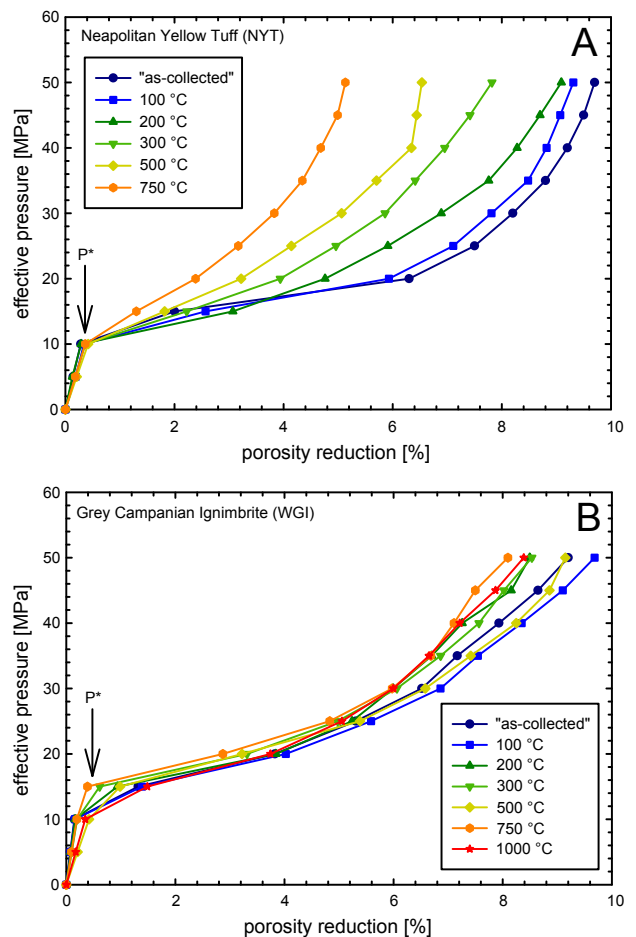 Neapolitan Yellow Tuff (NYT)
A
"as-collected"
100 °C
200 °C
300 °C
500 °C
750 °C
P*
effective pressure [MPa]
60
50
40
30
20
10
0
0 2 4 6 8 10
porosity reduction [%]
Grey Campanian Ignimbrite (WGI)
B
P*
"as-collected"
100 °C
200 °C
300 °C
500 °C
750 °C
1000 °C
effective pressure [MPa]
60
50
40
30
20
10
0
0 2 4 6 8 10
porosity reduction [%]